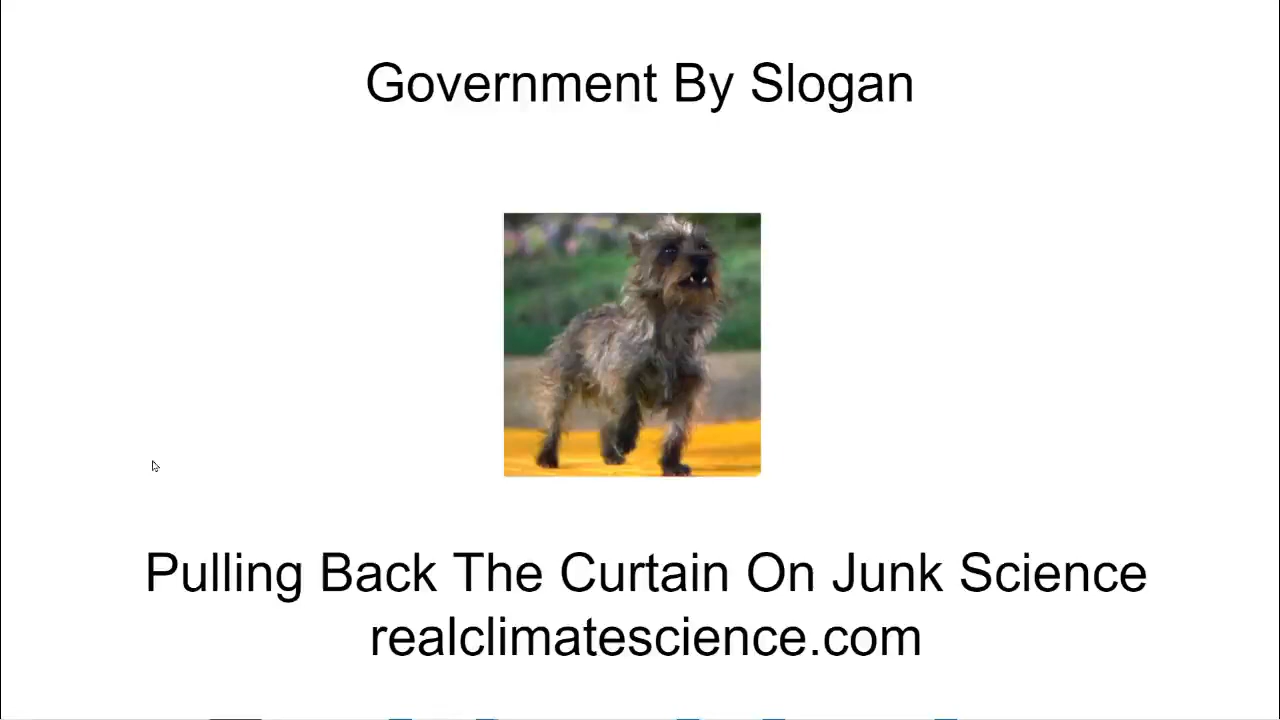 Government By Slogan
Pulling Back The Curtain On Junk Science
realclimatescience.com